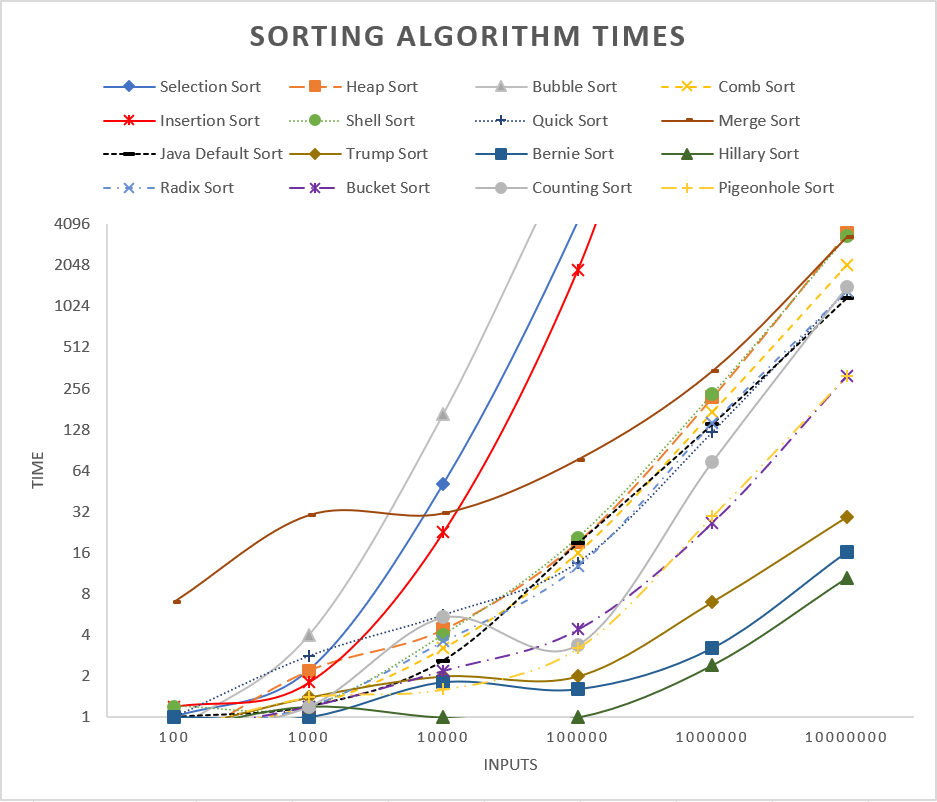 SORTING ALGORITHM TIMES
Selection Sort Heap Sort Bubble Sort Comb Sort
Insertion Sort Shell Sort Quick Sort Merge Sort
Java Default Sort Trump Sort Bernie Sort Hillary Sort
Radix Sort Bucket Sort Counting Sort Pigeonhole Sort
4096
2048
1024
512
256
128
64
32
16
8
4
2
1
TIME
100 1000 10000 100000 1000000 10000000
INPUTS